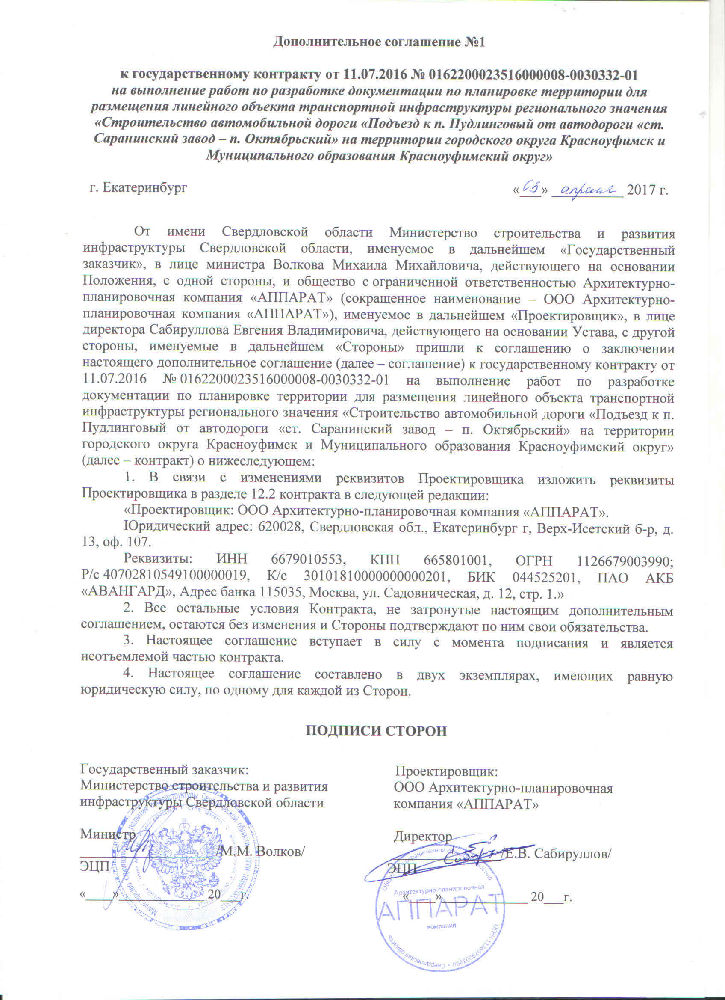 Дополнительное соглашение №1
к государственному контракту от 11.07.2016 № 0162200023516000008-0030332-01
на выполнение работ по разработке документации по планировке территории для
размещения линейного объекта транспортной инфраструктуры регионального значения
«Строительство автомобильной дороги «Подъезд к п. Пудлинговый от автодороги «ст.
Саранинский завод – п. Октябрьский» на территории городского округа Красноуфимск и
Муниципального образования Красноуфимский округ»
г. Екатеринбург «03» апреля 2017 г.
От имени Свердловской области Министерство строительства и развития
инфраструктуры Свердловской области, именуемое в дальнейшем «Государственный
заказчик», в лице министра Волкова Михаила Михайловича, действующего на основании
Положения, с одной стороны, и общество с ограниченной ответственностью Архитектурно-
планировочная компания «АППАРАТ» (сокращенное наименование – ООО Архитектурно-
планировочная компания «АППАРАТ»), именуемое в дальнейшем «Проектировщик», в лице
директора Сабируллова Евгения Владимировича, действующего на основании Устава, с другой
стороны, именуемые в дальнейшем «Стороны» пришли к соглашению о заключении
настоящего дополнительное соглашение (далее – соглашение) к государственному контракту от
11.07.2016 № 0162200023516000008-0030332-01 на выполнение работ по разработке
документации по планировке территории для размещения линейного объекта транспортной
инфраструктуры регионального значения «Строительство автомобильной дороги «Подъезд к п.
Пудлинговый от автодороги «ст. Саранинский завод – п. Октябрьский» на территории
городского округа Красноуфимск и Муниципального образования Красноуфимский округ»
(далее – контракт) о нижеследующем:
1. В связи с изменениями реквизитов Проектировщика изложить реквизиты
Проектировщика в разделе 12.2 контракта в следующей редакции:
«Проектировщик: ООО Архитектурно-планировочная компания «АППАРАТ».
Юридический адрес: 620028, Свердловская обл., Екатеринбург г, Верх-Исетский б-р, д.
13, оф. 107.
Реквизиты: ИНН 6679010553, КПП 665801001, ОГРН 1126679003990;
Р/с 40702810549100000019, К/с 30101810000000000201, БИК 044525201, ПАО АКБ
«АВАНГАРД», Адрес банка 115035, Москва, ул. Садовническая, д. 12, стр. 1.»
2. Все остальные условия Контракта, не затронутые настоящим дополнительным
соглашением, остаются без изменения и Стороны подтверждают по ним свои обязательства.
3. Настоящее соглашение вступает в силу с момента подписания и является
неотъемлемой частью контракта.
4. Настоящее соглашение составлено в двух экземплярах, имеющих равную
юридическую силу, по одному для каждой из Сторон.
ПОДПИСИ СТОРОН
Государственный заказчик: Проектировщик:
Министерство строительства и развития ООО Архитектурно-планировочная
инфраструктуры Свердловской области компания «АППАРАТ»
Министр Директор
/М.М. Волков/ /Е.В. Сабируллов/
ЭЦП ЭЦП
«____»_____________ 20___г. «____»_____________ 20___г.
Архитектурно-планировочная
АППАРАТ
компания
Свердловская область • ОГРН 1126679003990